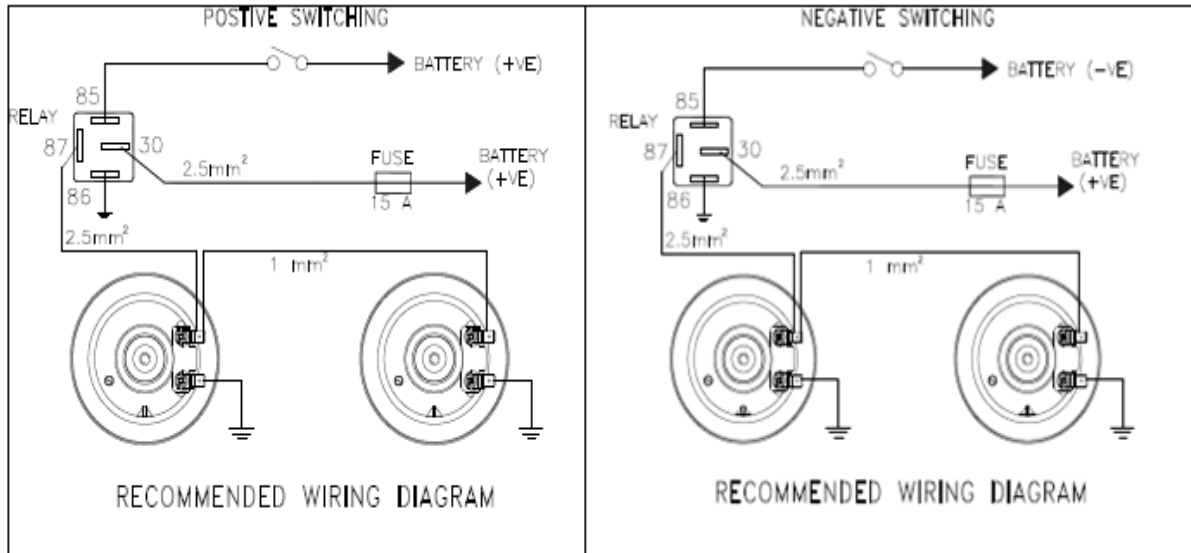 POSTIVE SWITCHING
BATTERY (+VE)
85
RELAY
87
30
2.5mm²
FUSE
15 A
BATTERY
(+VE)
86
2.5mm²
1 mm²
RECOMMENDED WIRING DIAGRAM
NEGATIVE SWITCHING
BATTERY (-VE)
85
RELAY
87
30
2.5mm²
FUSE
15 A
BATTERY
(+VE)
86
2.5mm²
1 mm²
RECOMMENDED WIRING DIAGRAM